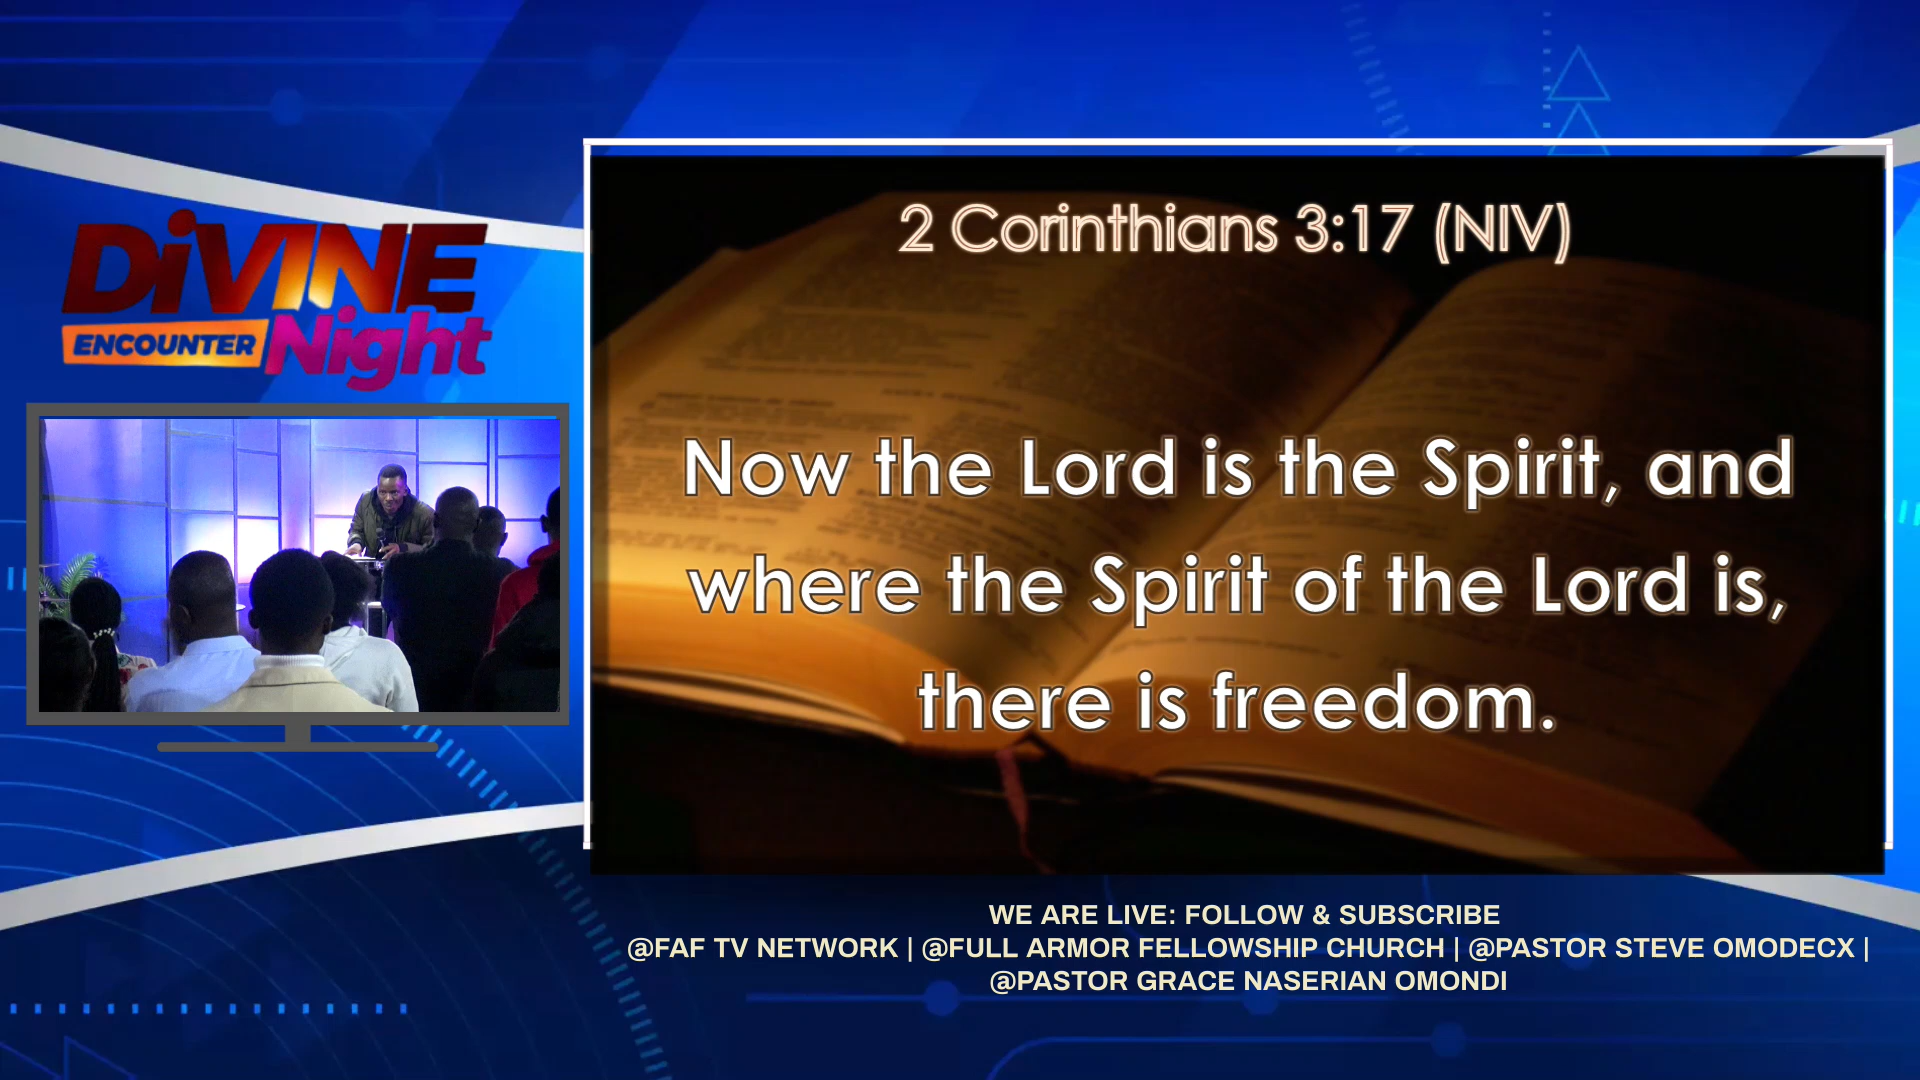 DiVINE
ENCOUNTER Night
2 Corinthians 3:17 (NIV)
Now the Lord is the Spirit, and
where the Spirit of the Lord is,
there is freedom.
WE ARE LIVE: FOLLOW & SUBSCRIBE
@FAF TV NETWORK | @FULL ARMOR FELLOWSHIP CHURCH | @PASTOR STEVE OMODECX |
@PASTOR GRACE NASERIAN OMONDI